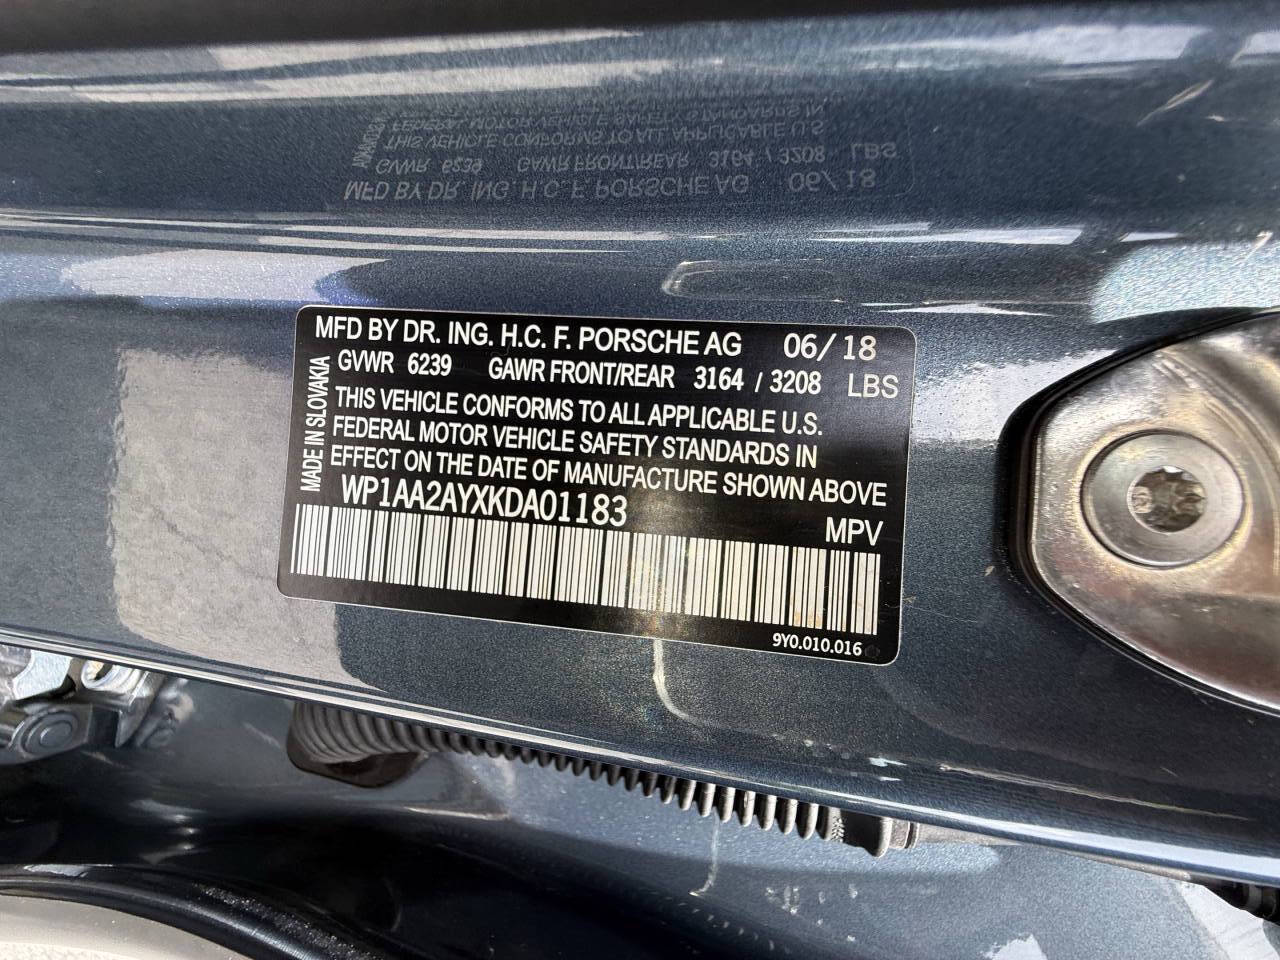 MFD BY DR. ING. H.C. F. PORSCHE AG 06/18
GVWR 6239 GAWR FRONT/REAR 3164 / 3208 LBS
MADE IN SLOVAKIA
THIS VEHICLE CONFORMS TO ALL APPLICABLE U.S.
FEDERAL MOTOR VEHICLE SAFETY STANDARDS IN
EFFECT ON THE DATE OF MANUFACTURE SHOWN ABOVE
WP1AA2AYXKDA01183
MPV
9Y0.010.016